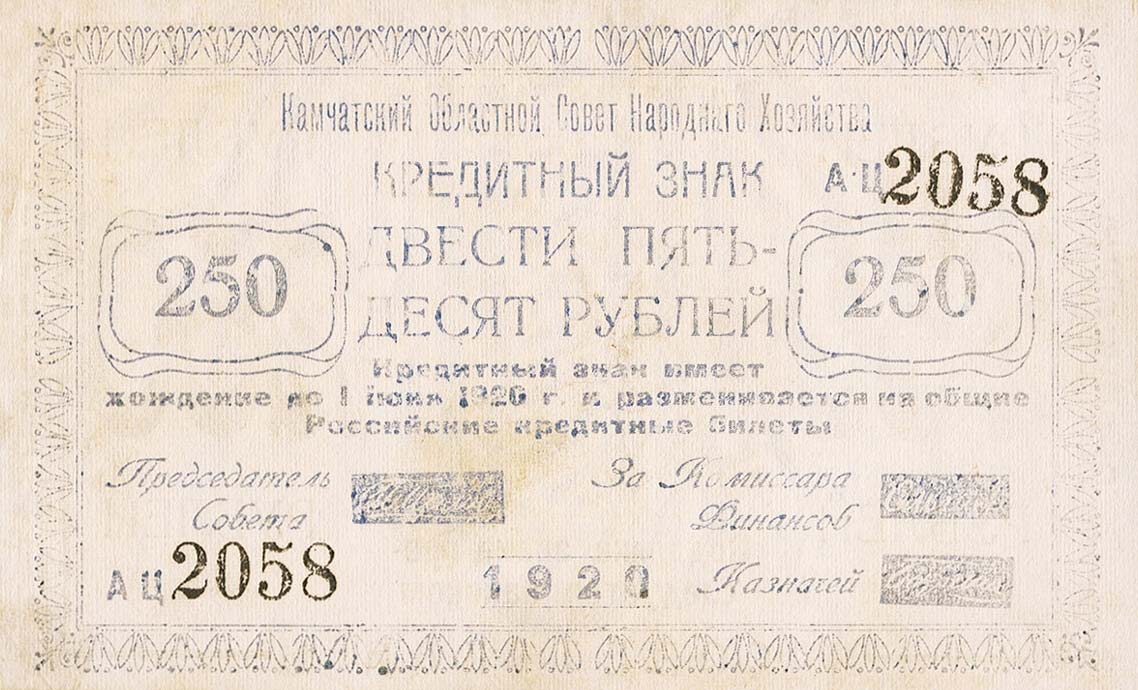 Камчатский Областной Совет Народнаго Хозяйства
КРЕДИТНЫЙ ЗНАК
АЦ 2058
250
ДВЕСТИ ПЯТЬ-
ДЕСЯТ РУБЛЕЙ
250
Кредитный знак имеет
хождение до 1 июня 1920 г. и разменивается на общие
Российские кредитные билеты
Председатель
Совета
За Комиссара
Финансов
АЦ 2058
1920
Казначей